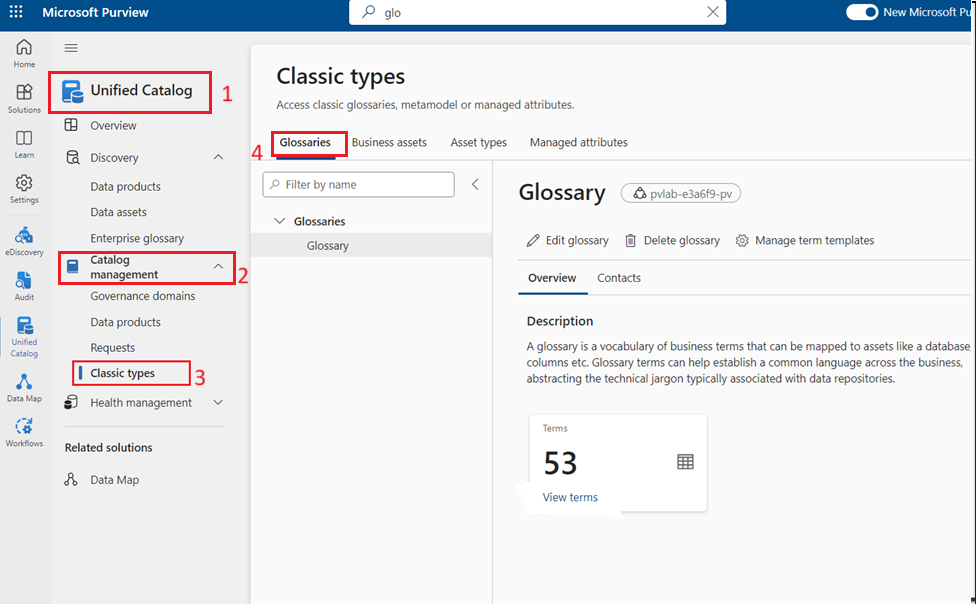 Microsoft Purview
glo
New Microsoft Pu
Home
Solutions
Learn
Settings
eDiscovery
Audit
Unified
Catalog
Data Map
Workflows
Unified Catalog
1
Overview
Discovery
Data products
Data assets
Enterprise glossary
Catalog
management
2
Governance domains
Data products
Requests
Classic types
3
Health management
Related solutions
Data Map
Classic types
Access classic glossaries, metamodel or managed attributes.
4
Glossaries Business assets Asset types Managed attributes
Filter by name
Glossaries
Glossary
Glossary pvlab-e3a6f9-pv
Edit glossary Delete glossary Manage term templates
Overview Contacts
Description
A glossary is a vocabulary of business terms that can be mapped to assets like a database
columns etc. Glossary terms can help establish a common language across the business,
abstracting the technical jargon typically associated with data repositories.
Terms
53
View terms